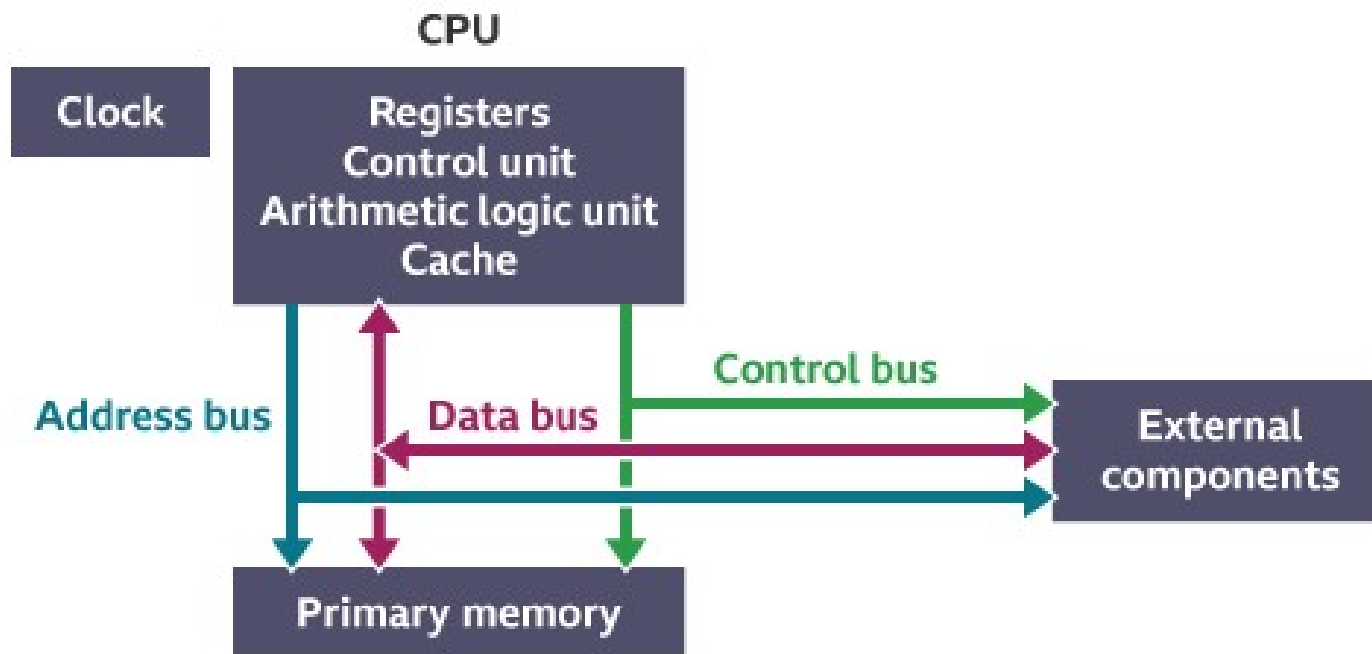 CPU
Clock
Registers
Control unit
Arithmetic logic unit
Cache
Control bus
Address bus
Data bus
External
components
Primary memory